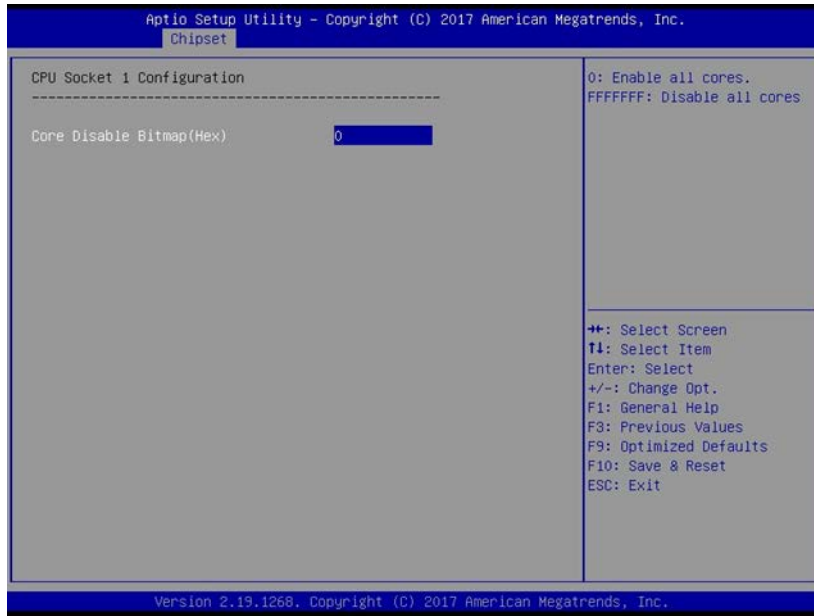 Aptio Setup Utility – Copyright (C) 2017 American Megatrends, Inc.
Chipset
CPU Socket 1 Configuration
--------------------------------------------------
Core Disable Bitmap(Hex) 0
0: Enable all cores.
FFFFFFF: Disable all cores
→←: Select Screen
↑↓: Select Item
Enter: Select
+/-: Change Opt.
F1: General Help
F3: Previous Values
F9: Optimized Defaults
F10: Save & Reset
ESC: Exit
Version 2.19.1268. Copyright (C) 2017 American Megatrends, Inc.